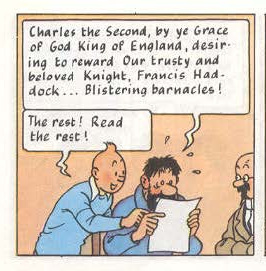 Charles the Second, by ye Grace
of God King of England, desir-
ing to reward Our trusty and
beloved Knight, Francis Had-
dock... Blistering barnacles!
The rest! Read
the rest!